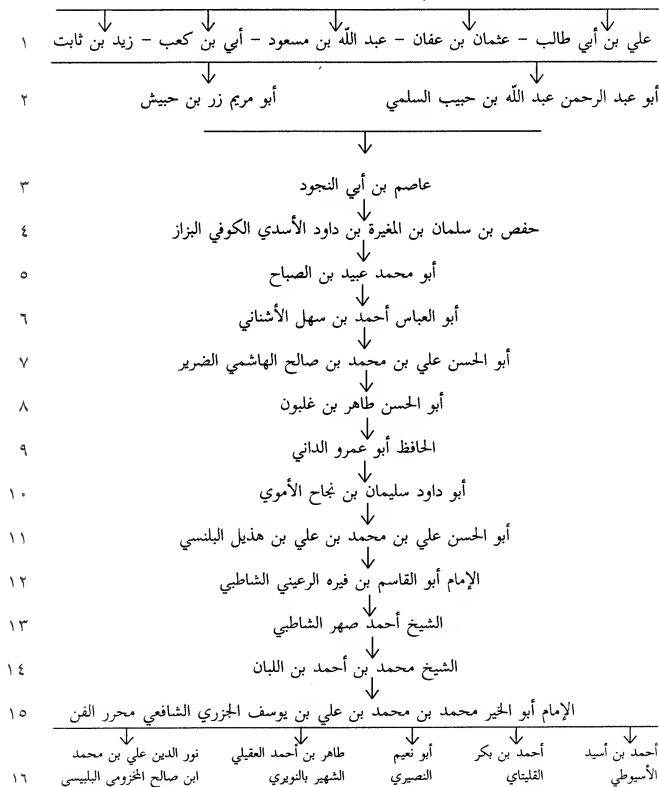 علي بن أبي طالب – عثمان بن عفان – عبد اللّه بن مسعود – أبي بن كعب – زيد بن ثابت ١
أبو عبد الرحمن عبد اللّه بن حبيب السلمي أبو مريم زر بن حبيش ٢
عاصم بن أبي النجود ٣
حفص بن سلمان بن المغيرة بن داود الأسدي الكوفي البزاز ٤
أبو محمد عبيد بن الصباح ٥
أبو العباس أحمد بن سهل الأشناني ٦
أبو الحسن علي بن محمد بن صالح الهاشمي الضرير ٧
أبو الحسن طاهر بن غلبون ٨
الحافظ أبو عمرو الداني ٩
أبو داود سليمان بن نجاح الأموي ١٠
أبو الحسن علي بن محمد بن علي بن هذيل البلنسي ١١
الإمام أبو القاسم بن فيره الرعيني الشاطبي ١٢
الشيخ أحمد صهر الشاطبي ١٣
الشيخ محمد بن أحمد بن اللبان ١٤
الإمام أبو الخير محمد بن محمد بن علي بن يوسف الجزري الشافعي محرر الفن ١٥
أحمد بن أسيد أحمد بن بكر أبو نعيم طاهر بن أحمد العقيلي نور الدين علي بن محمد
الأسيوطي القليتاي النصيري الشهير بالنويري ابن صالح المخزومي البلبيسي ١٦